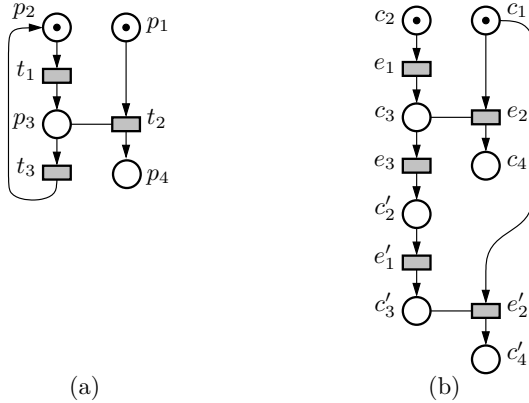 p₂ p₁ c₂ c₁
t₁ e₁
p₃ t₂ c₃ e₂
t₃ p₄ e₃ c₄
c′₂
e′₁
c′₃ e′₂
c′₄
(a) (b)